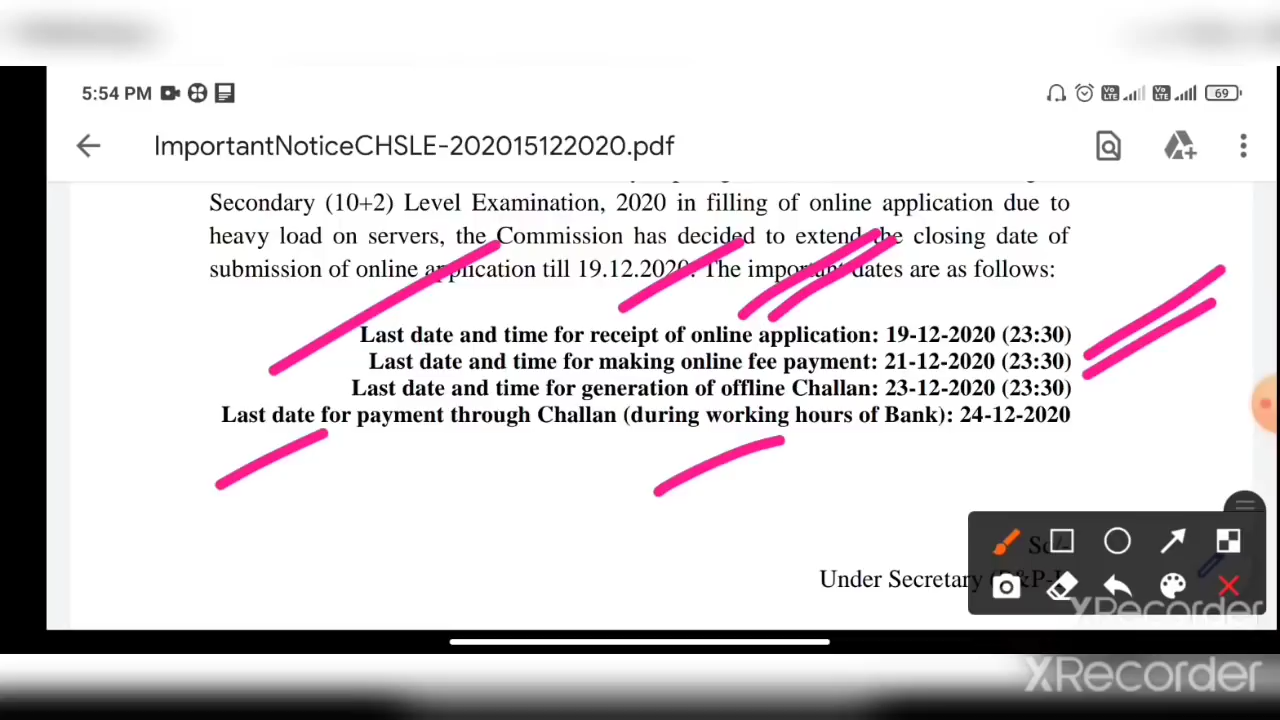 5:54 PM
69
ImportantNoticeCHSLE-202015122020.pdf
Secondary (10+2) Level Examination, 2020 in filling of online application due to
heavy load on servers, the Commission has decided to extend the closing date of
submission of online application till 19.12.2020. The important dates are as follows:
Last date and time for receipt of online application: 19-12-2020 (23:30)
Last date and time for making online fee payment: 21-12-2020 (23:30)
Last date and time for generation of offline Challan: 23-12-2020 (23:30)
Last date for payment through Challan (during working hours of Bank): 24-12-2020
Under Secretary
XRecorder
XRecorder